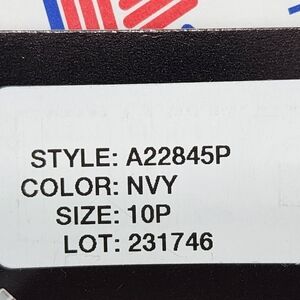 STYLE: A22845P
COLOR: NVY
SIZE: 10P
LOT: 231746